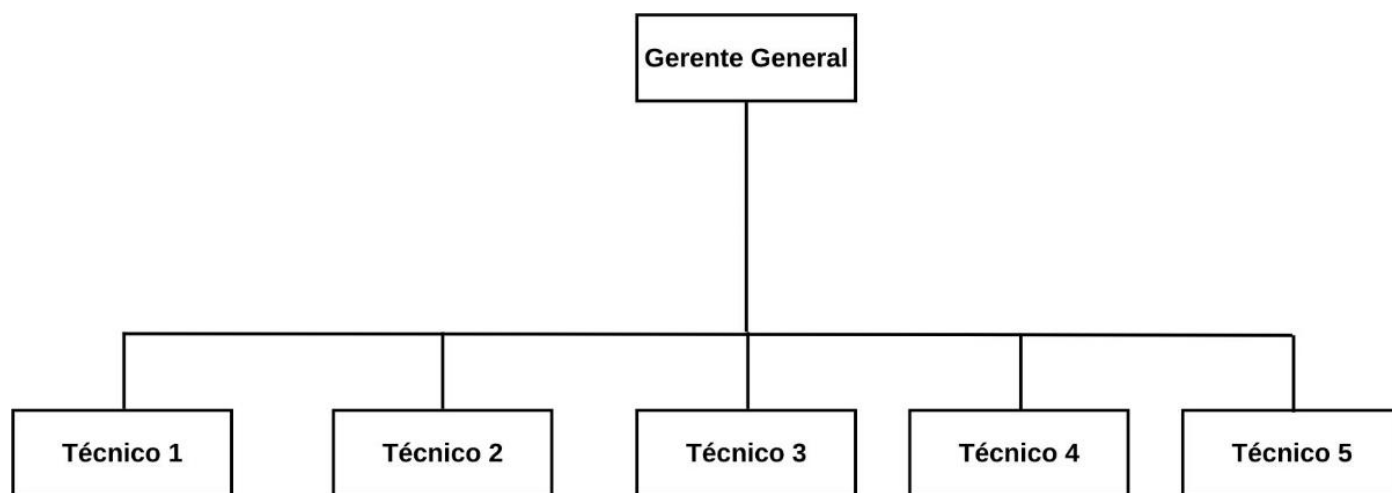 Gerente General
Técnico 1
Técnico 2
Técnico 3
Técnico 4
Técnico 5